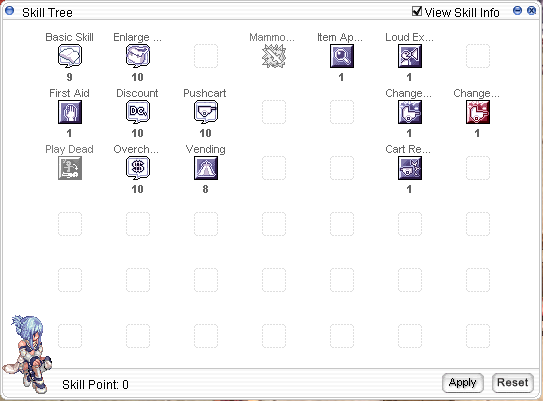 Skill Tree
View Skill Info
Basic Skill
Enlarge ...
Mammo...
Item Ap...
Loud Ex...
9
10
1
1
First Aid
Discount
Pushcart
Change...
Change...
DC,
1
10
10
1
1
Play Dead
Overch...
Vending
Cart Re...
$
10
8
1
Skill Point: 0
Apply
Reset